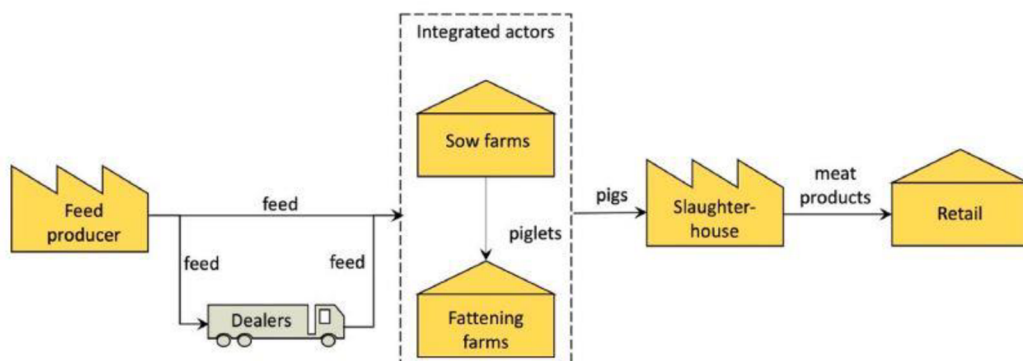 Integrated actors
Sow farms
Feed
producer
feed
feed
feed
Dealers
piglets
Fattening
farms
pigs
Slaughter-
house
meat
products
Retail